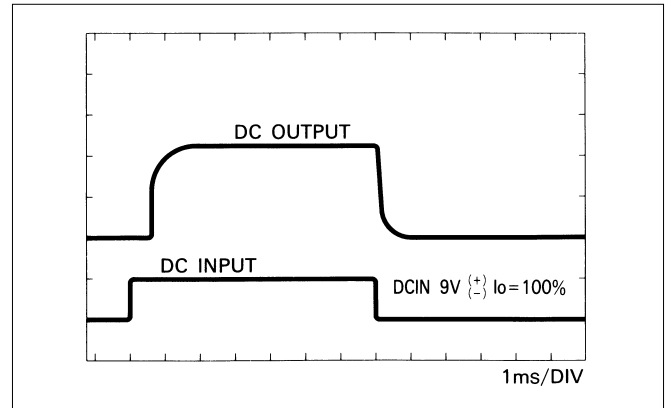 DC OUTPUT
DC INPUT
DCIN 9V (+)(−) Io=100%
1ms/DIV